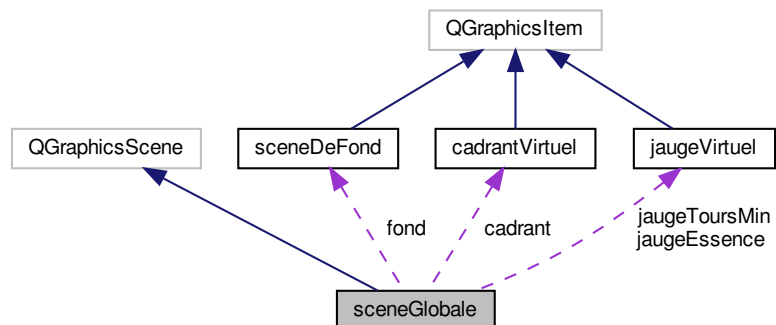 QGraphicsItem
QGraphicsScene
sceneDeFond
cadrantVirtuel
jaugeVirtuel
fond
cadrant
jaugeToursMin
jaugeEssence
sceneGlobale